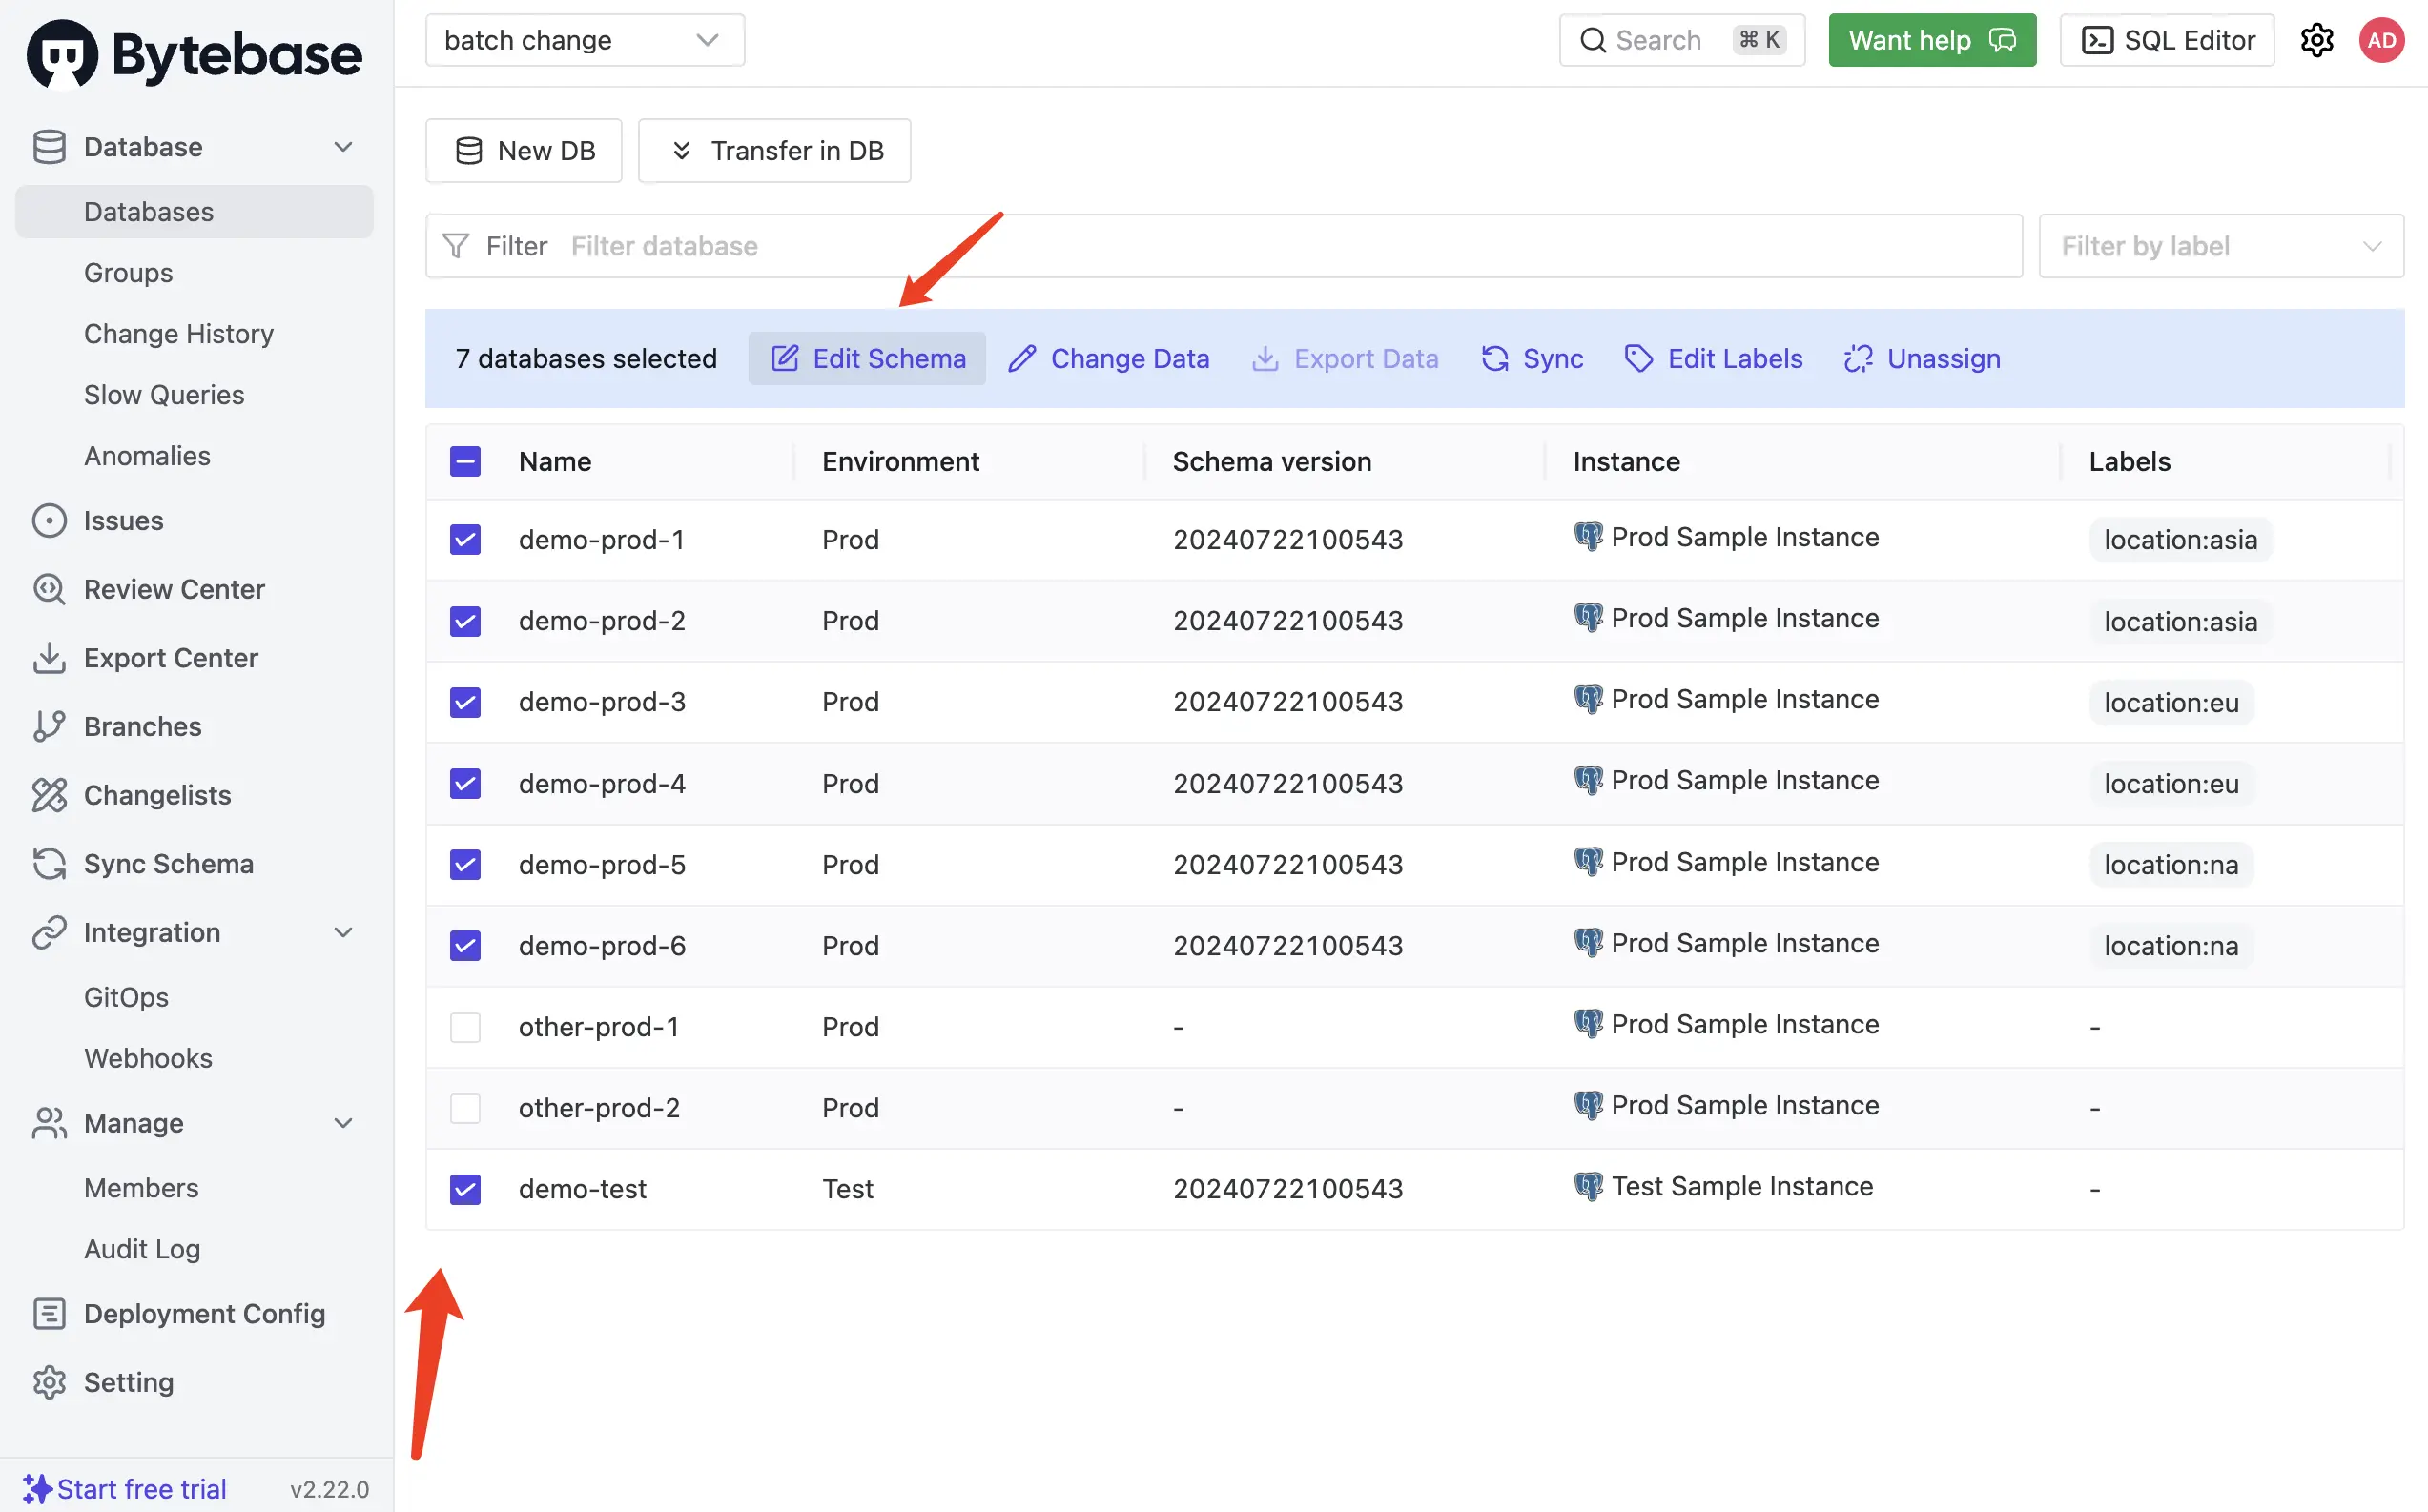 Bytebase
batch change
Search ⌘ K
Want help
SQL Editor
AD
Database
Databases
Groups
Change History
Slow Queries
Anomalies
Issues
Review Center
Export Center
Branches
Changelists
Sync Schema
Integration
GitOps
Webhooks
Manage
Members
Audit Log
Deployment Config
Setting
Start free trial v2.22.0
New DB Transfer in DB
Filter Filter database Filter by label
7 databases selected Edit Schema Change Data Export Data Sync Edit Labels Unassign
Name Environment Schema version Instance Labels
demo-prod-1 Prod 20240722100543 Prod Sample Instance location:asia
demo-prod-2 Prod 20240722100543 Prod Sample Instance location:asia
demo-prod-3 Prod 20240722100543 Prod Sample Instance location:eu
demo-prod-4 Prod 20240722100543 Prod Sample Instance location:eu
demo-prod-5 Prod 20240722100543 Prod Sample Instance location:na
demo-prod-6 Prod 20240722100543 Prod Sample Instance location:na
other-prod-1 Prod - Prod Sample Instance -
other-prod-2 Prod - Prod Sample Instance -
demo-test Test 20240722100543 Test Sample Instance -